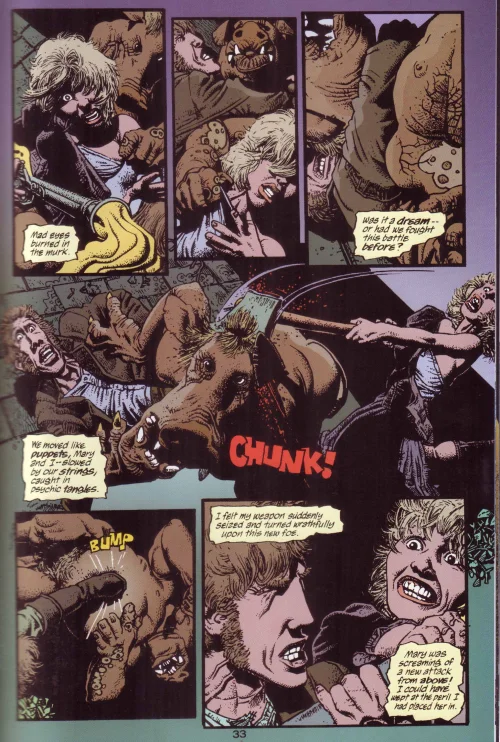 Mad eyes
burned in
the murk.
Was it a dream --
or had we fought
this battle
before?
We moved like
puppets, Mary
and I -- slowed
by our strings,
caught in
psychic tangles.
CHUNK!
BUMP
I felt my weapon suddenly
seized and turned wrathfully
upon this new foe.
Mary was
screaming of
a new attack
from above!
I could have
wept at the peril I
had placed her in.
33